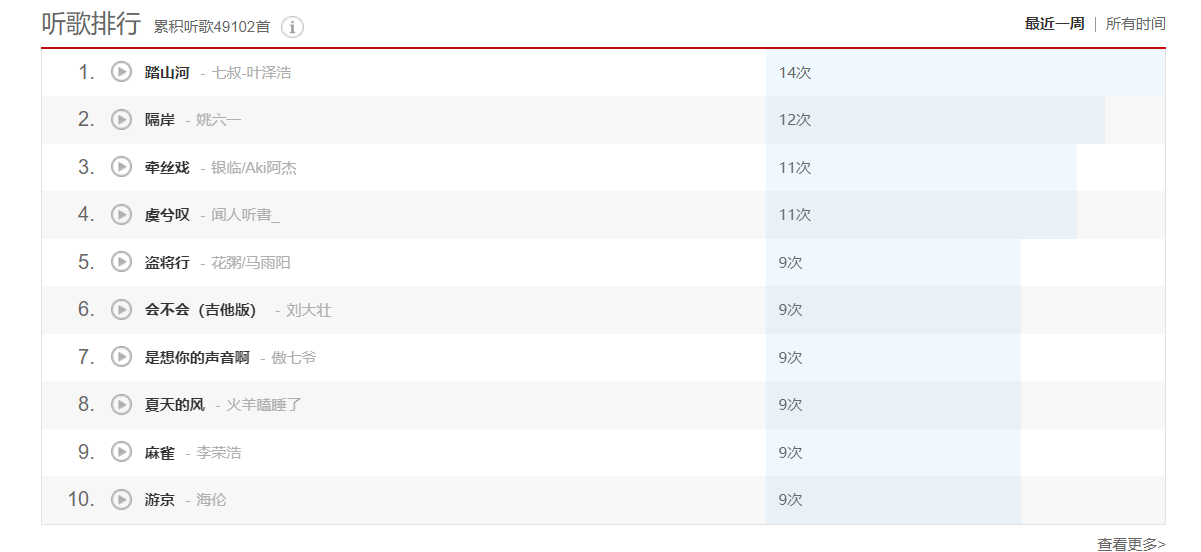 听歌排行 累积听歌49102首
最近一周 | 所有时间
1. 踏山河 - 七叔-叶泽浩 14次
2. 隔岸 - 姚六一 12次
3. 牵丝戏 - 银临/Aki阿杰 11次
4. 虞兮叹 - 闻人听書_ 11次
5. 盗将行 - 花粥/马雨阳 9次
6. 会不会（吉他版） - 刘大壮 9次
7. 是想你的声音啊 - 傲七爷 9次
8. 夏天的风 - 火羊瞌睡了 9次
9. 麻雀 - 李荣浩 9次
10. 游京 - 海伦 9次
查看更多>